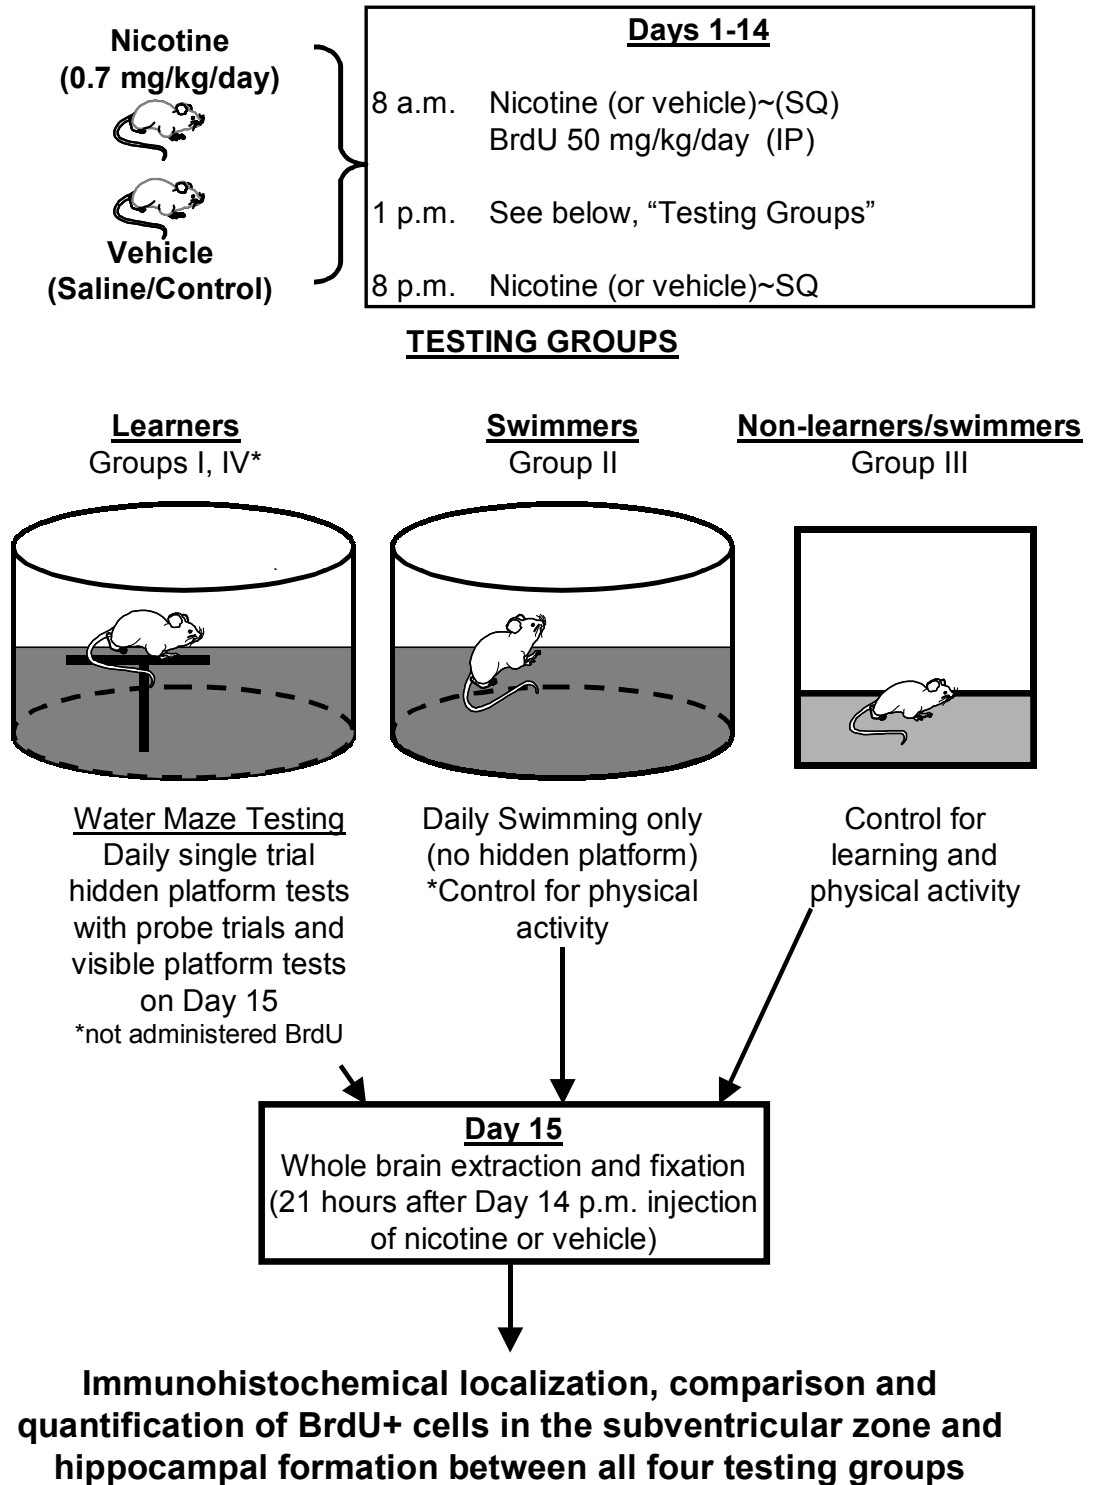 Nicotine
(0.7 mg/kg/day)
Vehicle
(Saline/Control)
Days 1-14
8 a.m. Nicotine (or vehicle)~(SQ)
BrdU 50 mg/kg/day (IP)
1 p.m. See below, “Testing Groups”
8 p.m. Nicotine (or vehicle)~SQ
TESTING GROUPS
Learners
Groups I, IV*
Swimmers
Group II
Non-learners/swimmers
Group III
Water Maze Testing
Daily single trial
hidden platform tests
with probe trials and
visible platform tests
on Day 15
*not administered BrdU
Daily Swimming only
(no hidden platform)
*Control for physical
activity
Control for
learning and
physical activity
Day 15
Whole brain extraction and fixation
(21 hours after Day 14 p.m. injection
of nicotine or vehicle)
Immunohistochemical localization, comparison and
quantification of BrdU+ cells in the subventricular zone and
hippocampal formation between all four testing groups